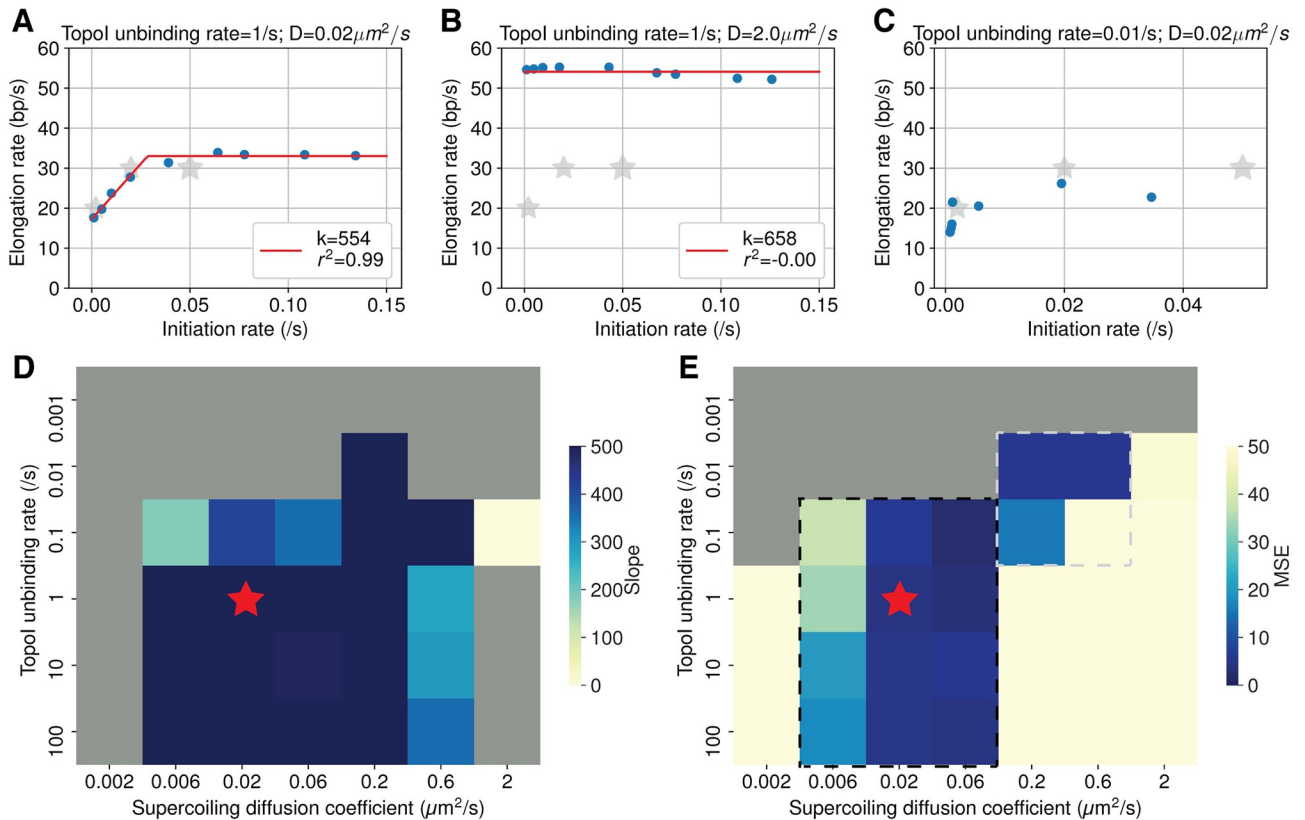 A
TopoI unbinding rate=1/s; D=0.02μm²/s
Elongation rate (bp/s)
60
50
40
30
20
10
0
k=554
r²=0.99
0.00
0.05
0.10
0.15
Initiation rate (/s)
B
TopoI unbinding rate=1/s; D=2.0μm²/s
Elongation rate (bp/s)
60
50
40
30
20
10
0
k=658
r²=-0.00
0.00
0.05
0.10
0.15
Initiation rate (/s)
C
TopoI unbinding rate=0.01/s; D=0.02μm²/s
Elongation rate (bp/s)
60
50
40
30
20
10
0
0.00
0.02
0.04
Initiation rate (/s)
D
TopoI unbinding rate (/s)
0.001
0.01
0.1
1
10
100
0.002
0.006
0.02
0.06
0.2
0.6
2
Supercoiling diffusion coefficient (μm²/s)
500
400
300
200
100
0
Slope
E
TopoI unbinding rate (/s)
0.001
0.01
0.1
1
10
100
0.002
0.006
0.02
0.06
0.2
0.6
2
Supercoiling diffusion coefficient (μm²/s)
50
40
30
20
10
0
MSE